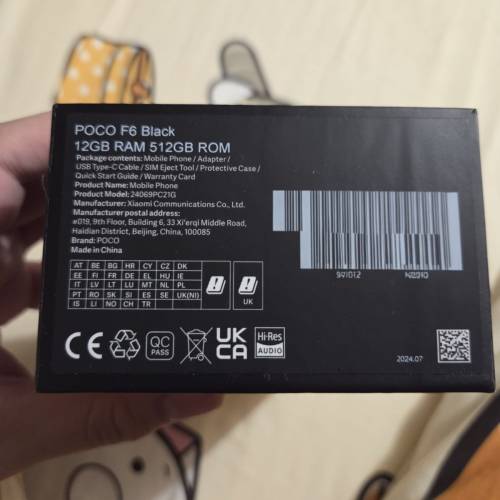 POCO F6 Black
12GB RAM 512GB ROM
Package contents: Mobile Phone / Adapter /
USB Type-C Cable / SIM Eject Tool / Protective Case /
Quick Start Guide / Warranty Card
Product Name: Mobile Phone
Product Model: 24069PC21G
Manufacturer: Xiaomi Communications Co., Ltd.
Manufacturer postal address:
#019, 9th Floor, Building 6, 33 Xi'erqi Middle Road,
Haidian District, Beijing, China, 100085
Brand: POCO
Made in China
AT BE BG HR CY CZ DK
EE FI FR DE EL HU IE
IT LV LT LU MT NL PL
PT RO SK SI ES SE UK(NI)
IS LI NO CH TR
UK
CE
QC PASS
UK CA
Hi-Res AUDIO
2024.07